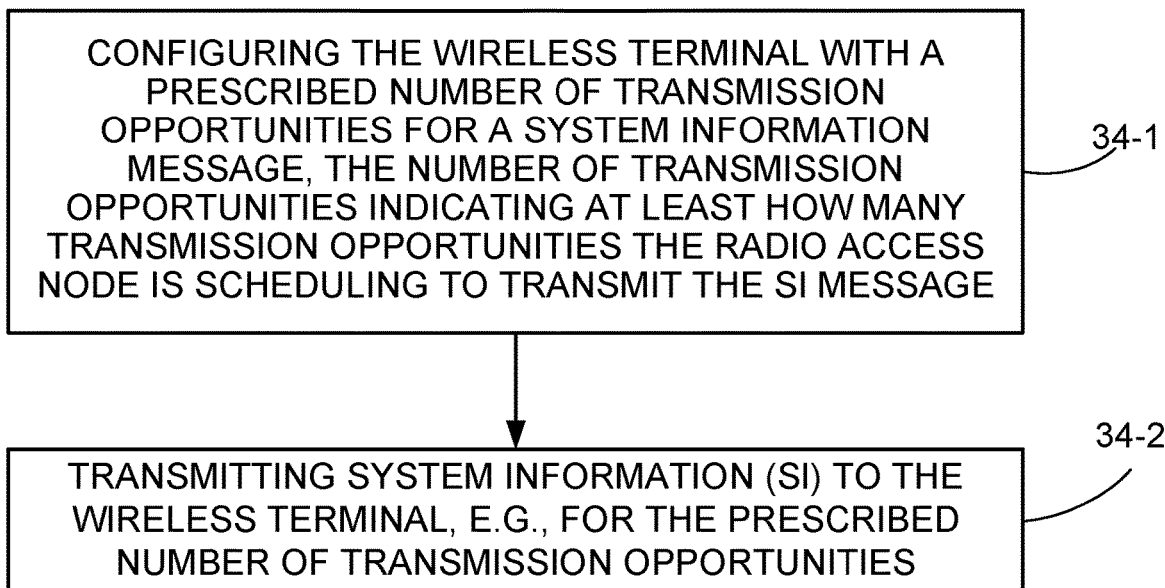 CONFIGURING THE WIRELESS TERMINAL WITH A
PRESCRIBED NUMBER OF TRANSMISSION
OPPORTUNITIES FOR A SYSTEM INFORMATION
MESSAGE, THE NUMBER OF TRANSMISSION
OPPORTUNITIES INDICATING AT LEAST HOW MANY
TRANSMISSION OPPORTUNITIES THE RADIO ACCESS
NODE IS SCHEDULING TO TRANSMIT THE SI MESSAGE
34-1
34-2
TRANSMITTING SYSTEM INFORMATION (SI) TO THE
WIRELESS TERMINAL, E.G., FOR THE PRESCRIBED
NUMBER OF TRANSMISSION OPPORTUNITIES